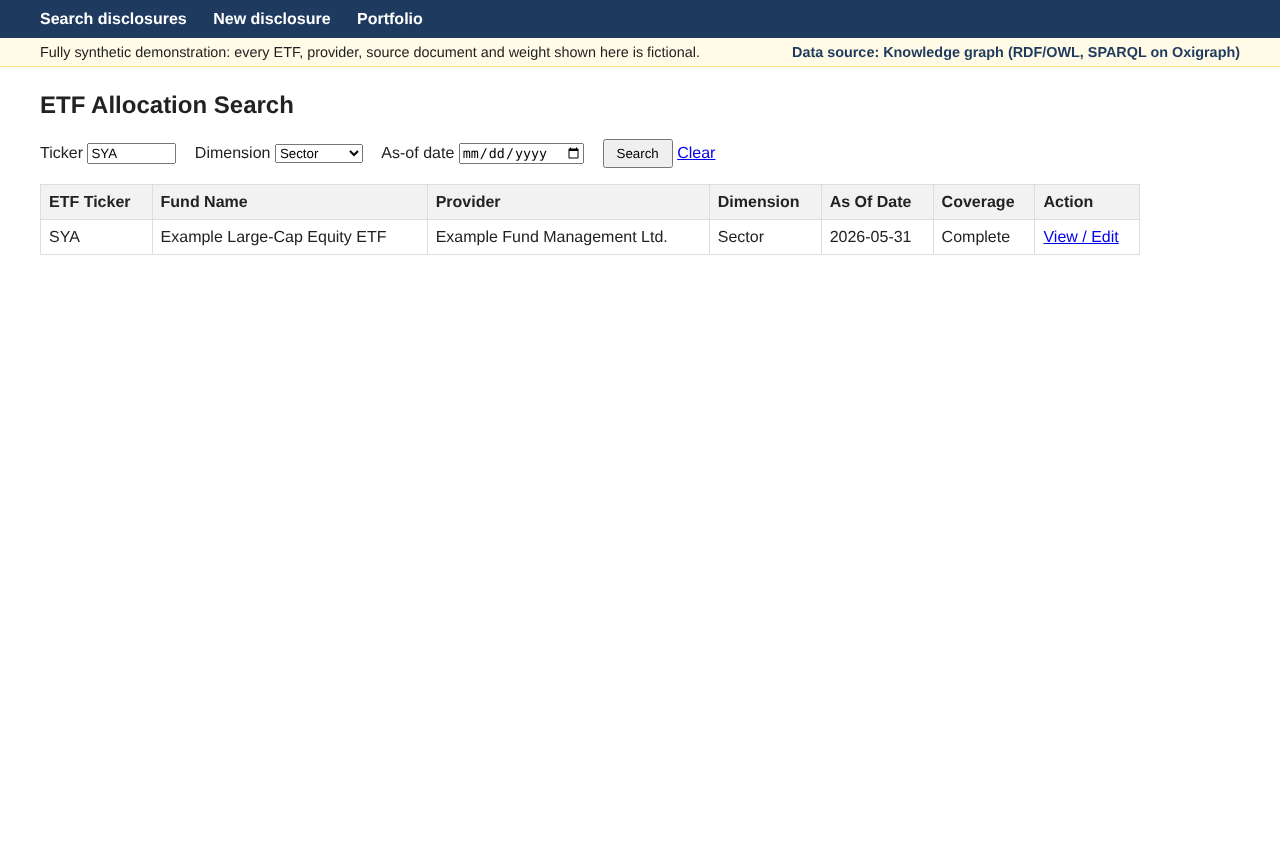 Search disclosures New disclosure Portfolio
Fully synthetic demonstration: every ETF, provider, source document and weight shown here is fictional. Data source: Knowledge graph (RDF/OWL, SPARQL on Oxigraph)
ETF Allocation Search
Ticker SYA Dimension Sector As-of date mm/dd/yyyy Search Clear
ETF Ticker Fund Name Provider Dimension As Of Date Coverage Action
SYA Example Large-Cap Equity ETF Example Fund Management Ltd. Sector 2026-05-31 Complete View / Edit